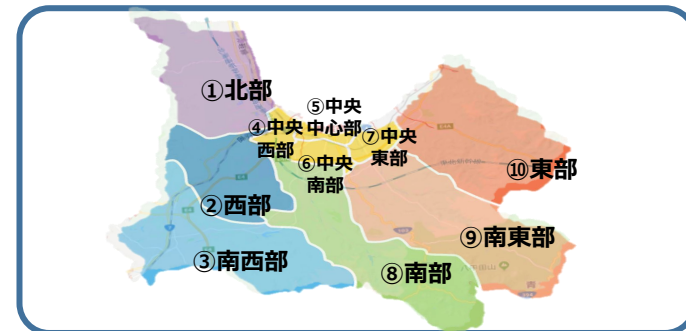 ①北部
⑤中央
中心部
④中央
西部
⑦中央
東部
⑥中央
南部
⑩東部
②西部
⑨南東部
③南西部
⑧南部